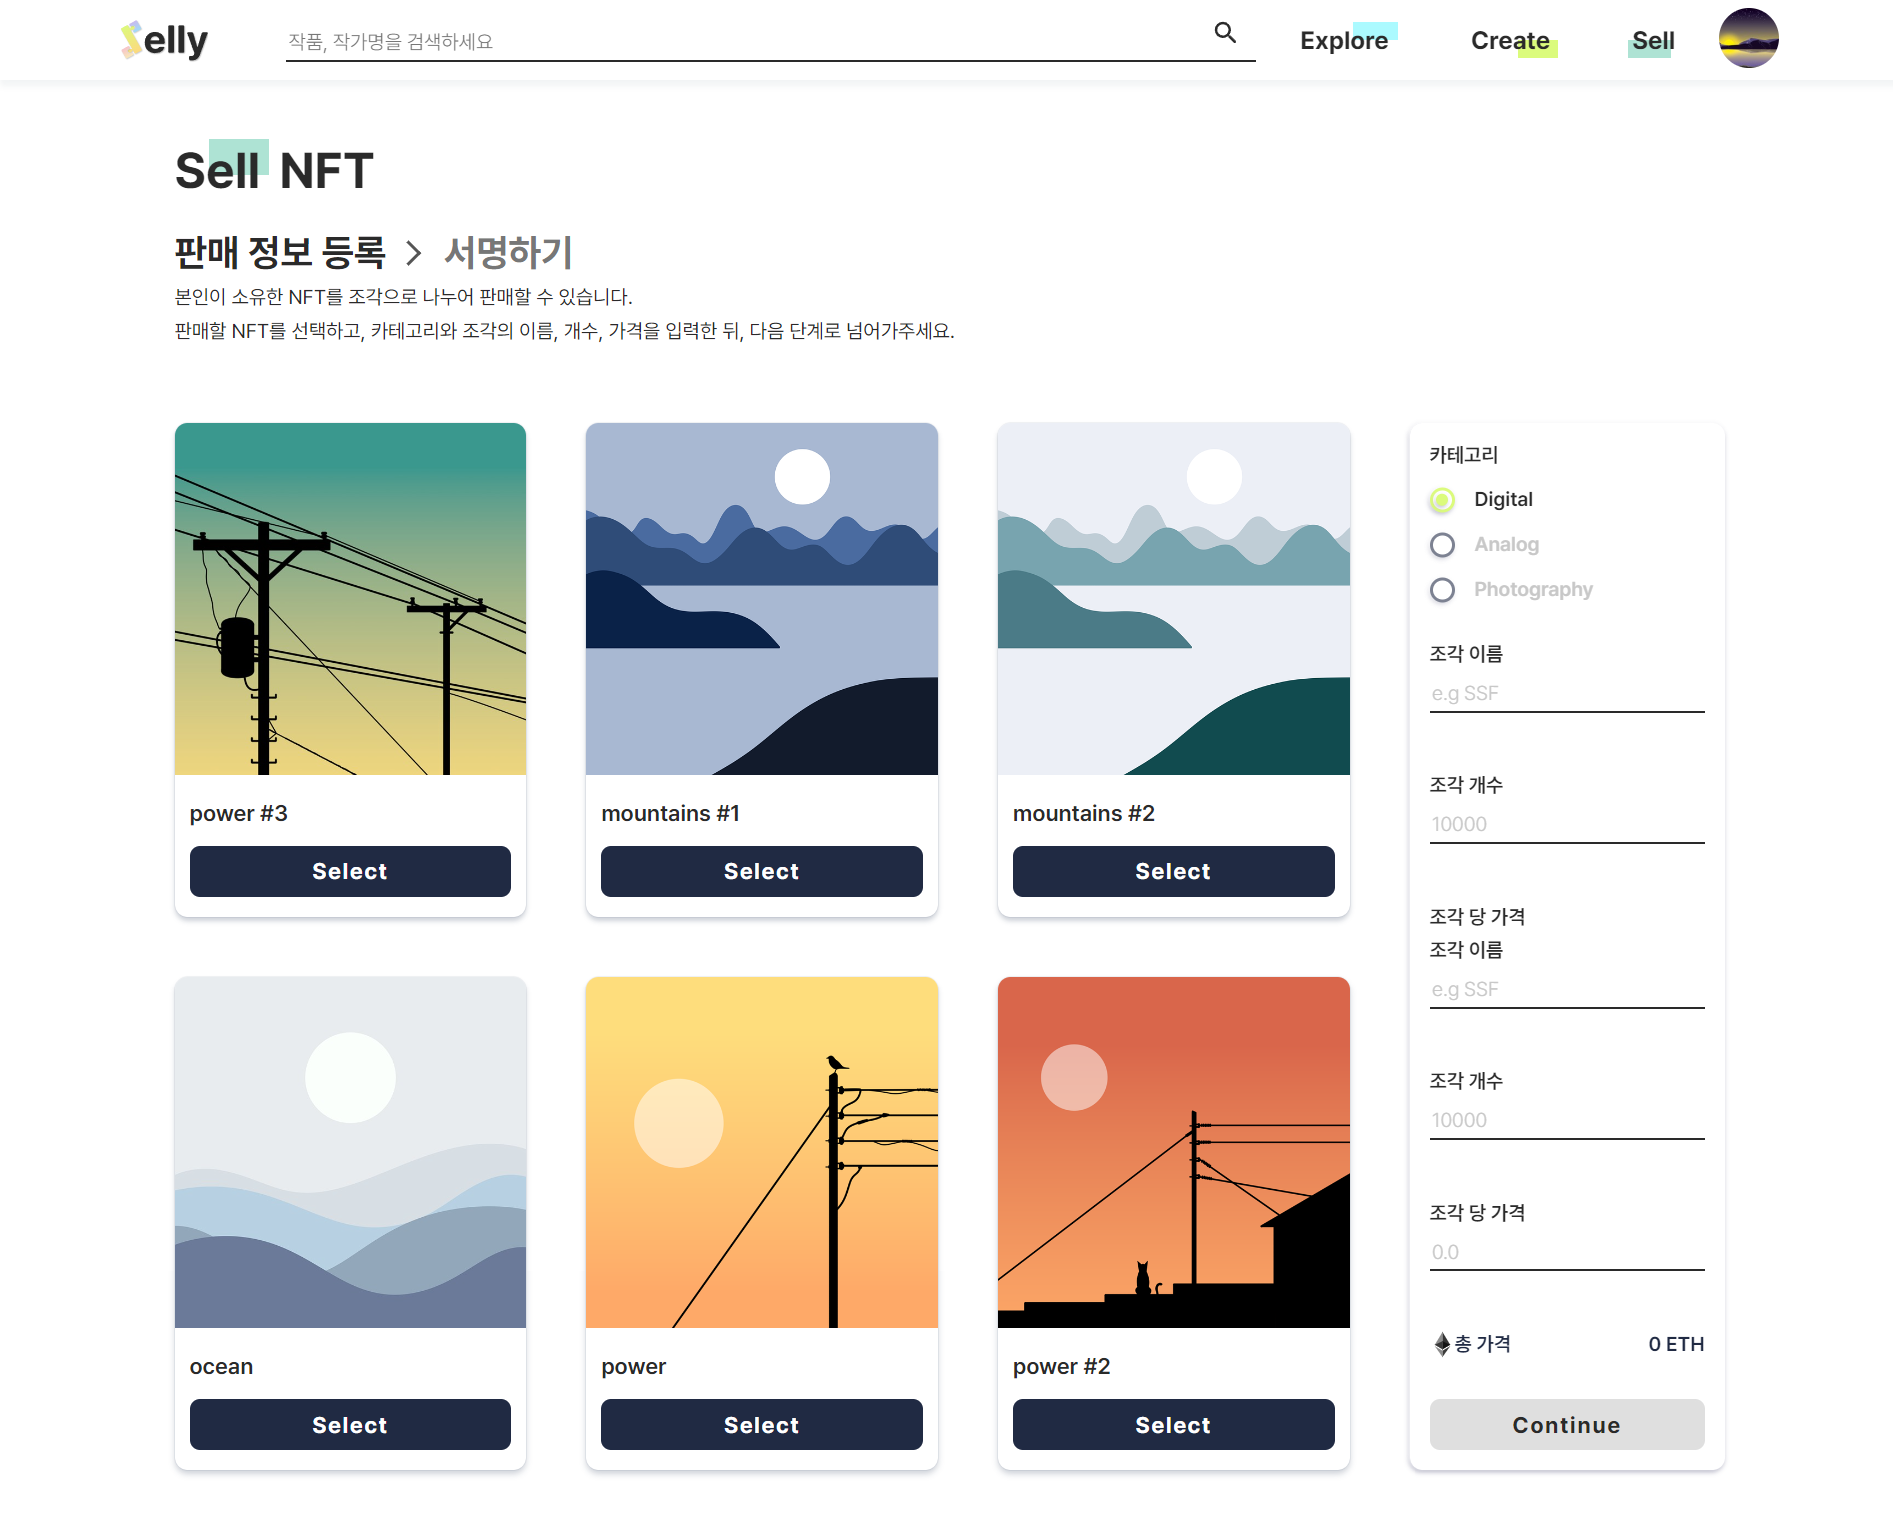 Selly
작품, 작가명을 검색하세요
Explore
Create
Sell
Sell NFT
판매 정보 등록 > 서명하기
본인이 소유한 NFT를 조각으로 나누어 판매할 수 있습니다.
판매할 NFT를 선택하고, 카테고리와 조각의 이름, 개수, 가격을 입력한 뒤, 다음 단계로 넘어가주세요.
power #3
Select
mountains #1
Select
mountains #2
Select
ocean
Select
power
Select
power #2
Select
카테고리
Digital
Analog
Photography
조각 이름
e.g SSF
조각 개수
10000
조각 당 가격
조각 이름
e.g SSF
조각 개수
10000
조각 당 가격
0.0
총 가격 0 ETH
Continue